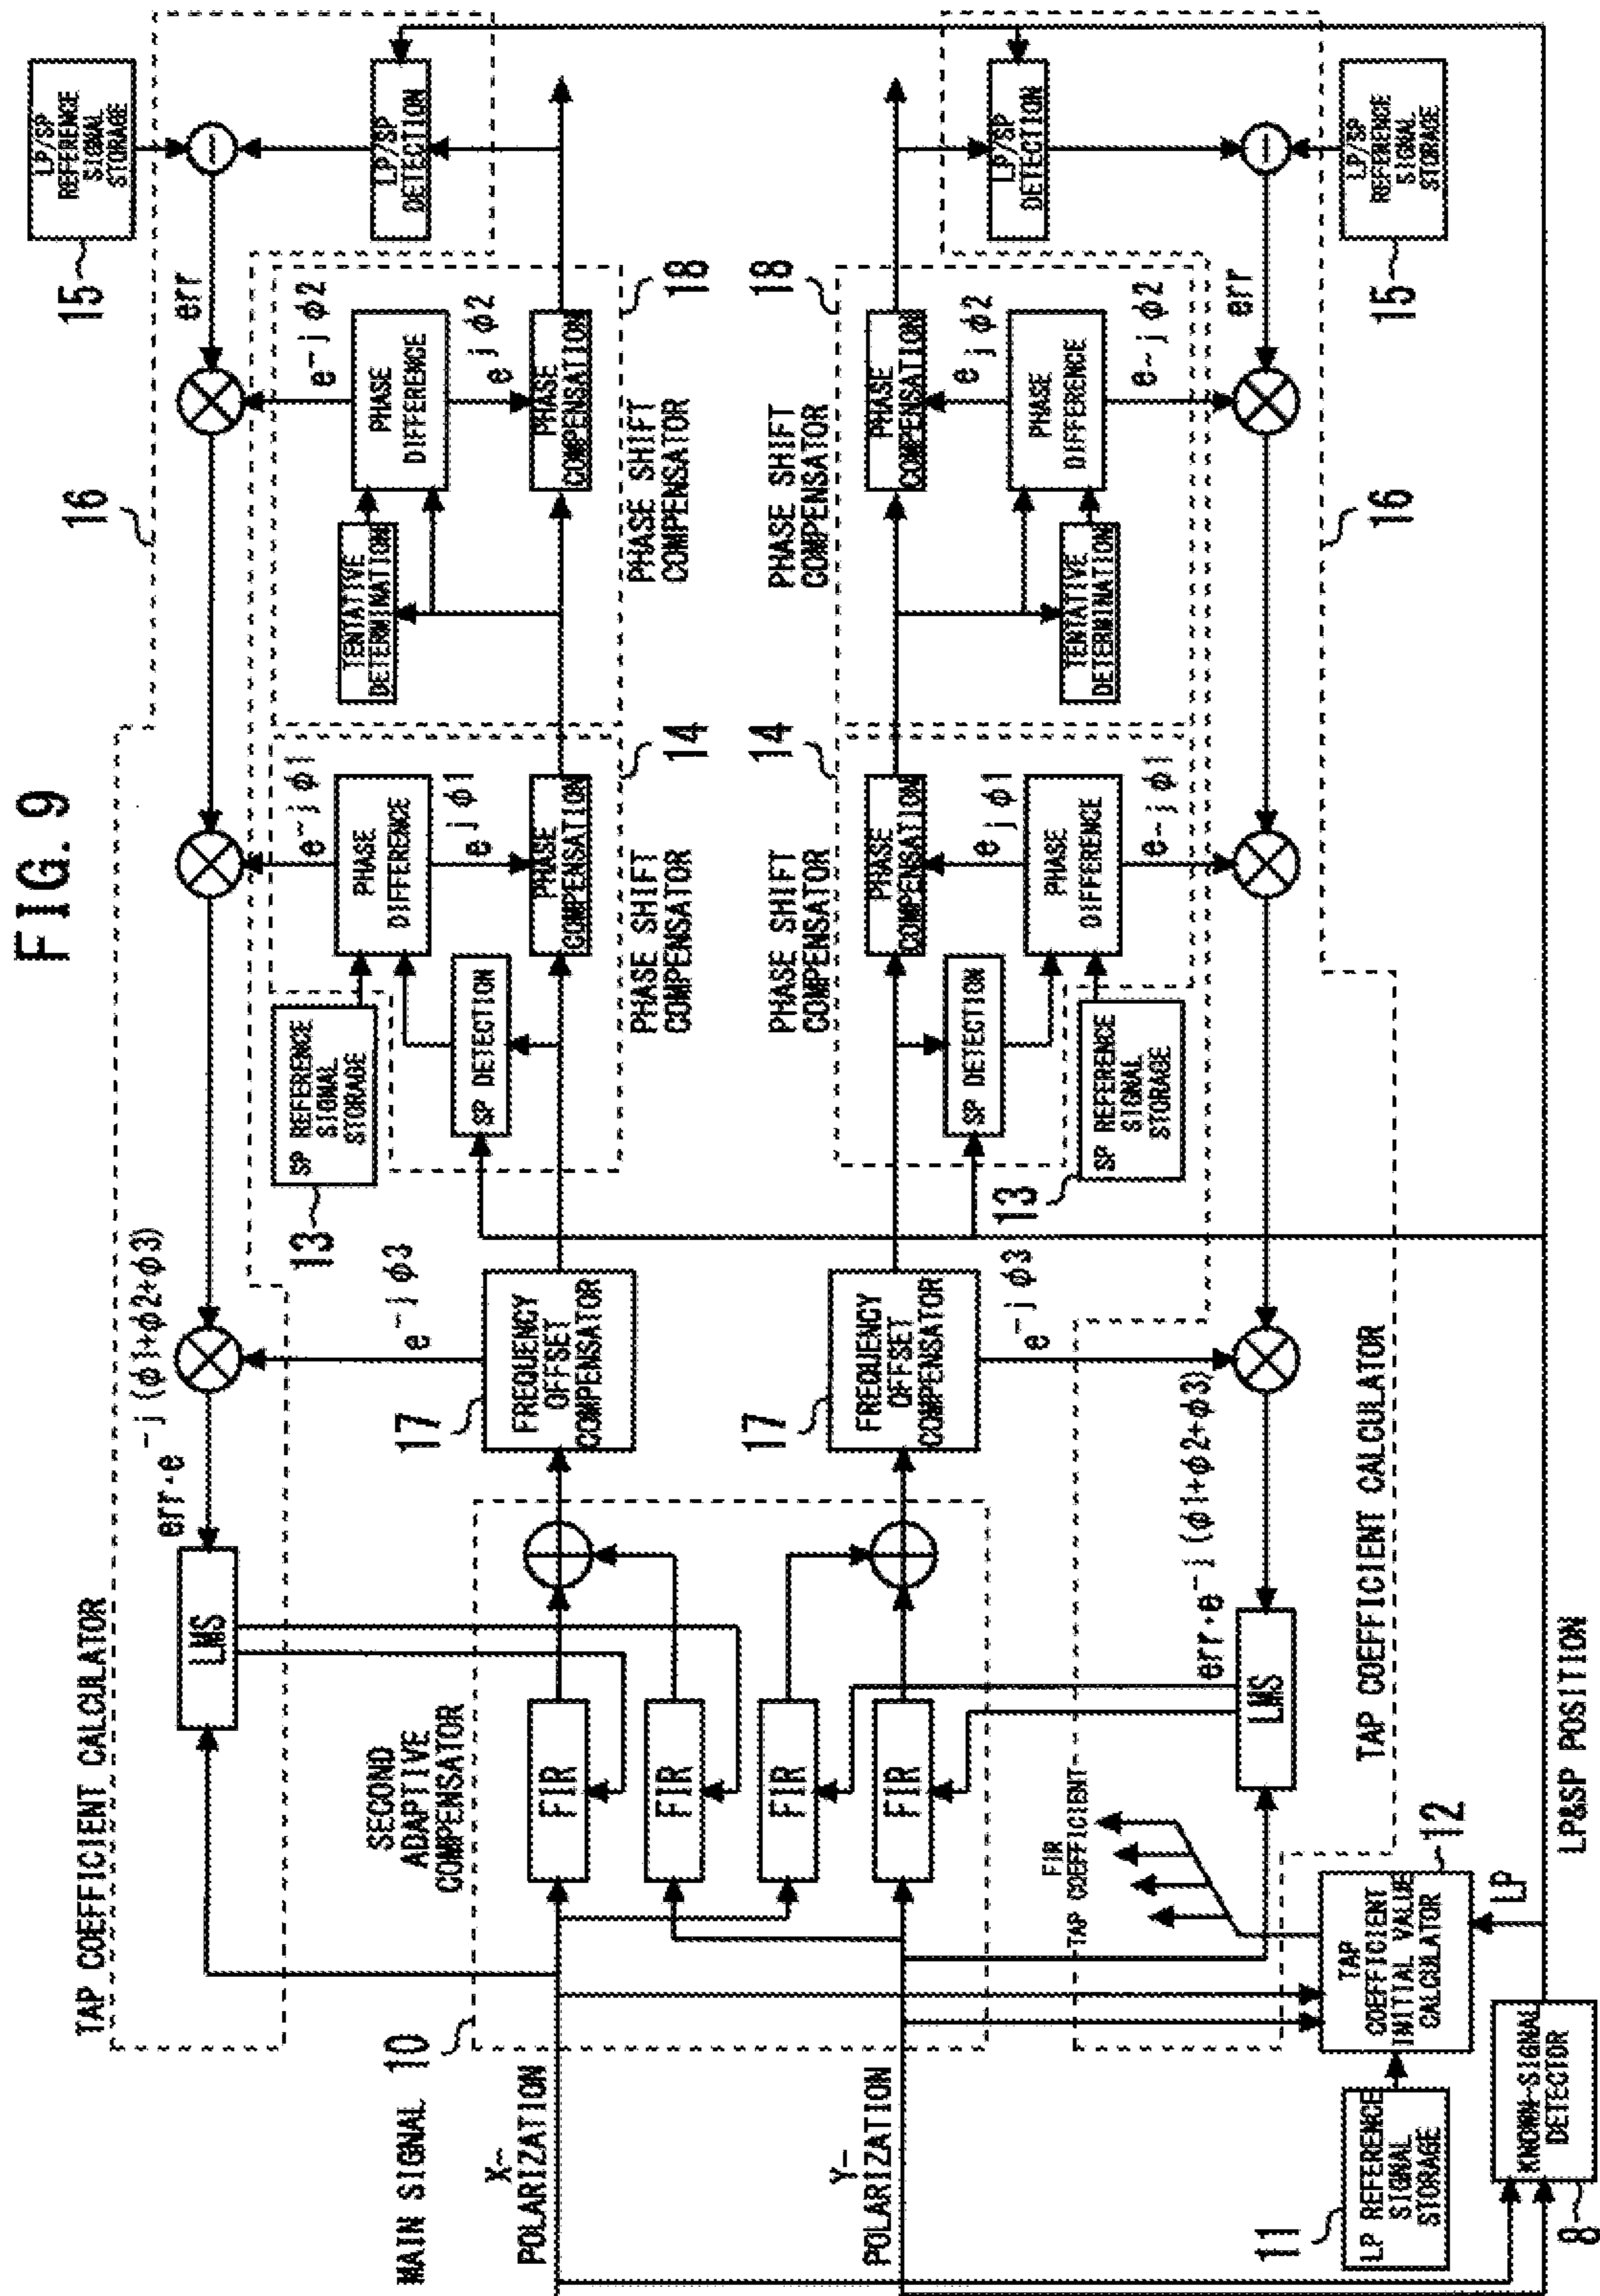 FIG. 9
TAP COEFFICIENT CALCULATOR
16
15
LP/SP
REFERENCE
SIGNAL
STORAGE
LMS
err·e^-j(φ1+φ2+φ3)
err
LP/SP
DETECTION
MAIN SIGNAL
10
SECOND
ADAPTIVE
COMPENSATOR
X-
POLARIZATION
FIR
FIR
FIR
FIR
Y-
POLARIZATION
17
FREQUENCY
OFFSET
COMPENSATOR
e^-jφ3
13
SP REFERENCE
SIGNAL
STORAGE
SP DETECTION
PHASE
DIFFERENCE
e^-jφ1
e^jφ1
PHASE
COMPENSATION
PHASE SHIFT
COMPENSATOR
14
TENTATIVE
DETERMINATION
PHASE
DIFFERENCE
e^-jφ2
e^jφ2
PHASE
COMPENSATION
PHASE SHIFT
COMPENSATOR
18
17
FREQUENCY
OFFSET
COMPENSATOR
e^-jφ3
PHASE SHIFT
COMPENSATOR
14
PHASE
COMPENSATION
SP DETECTION
e^jφ1
PHASE
DIFFERENCE
e~jφ1
13
SP REFERENCE
SIGNAL
STORAGE
PHASE SHIFT
COMPENSATOR
18
PHASE
COMPENSATION
e^jφ2
PHASE
DIFFERENCE
e~jφ2
TENTATIVE
DETERMINATION
LP/SP
DETECTION
err
LP/SP
REFERENCE
SIGNAL
STORAGE
15
16
err·e^-j(φ1+φ2+φ3)
LMS
TAP COEFFICIENT CALCULATOR
FIR
TAP COEFFICIENT
11
LP REFERENCE
SIGNAL
STORAGE
TAP
COEFFICIENT
INITIAL VALUE
CALCULATOR
12
LP
8
KNOWN-SIGNAL
DETECTOR
LP&SP POSITION